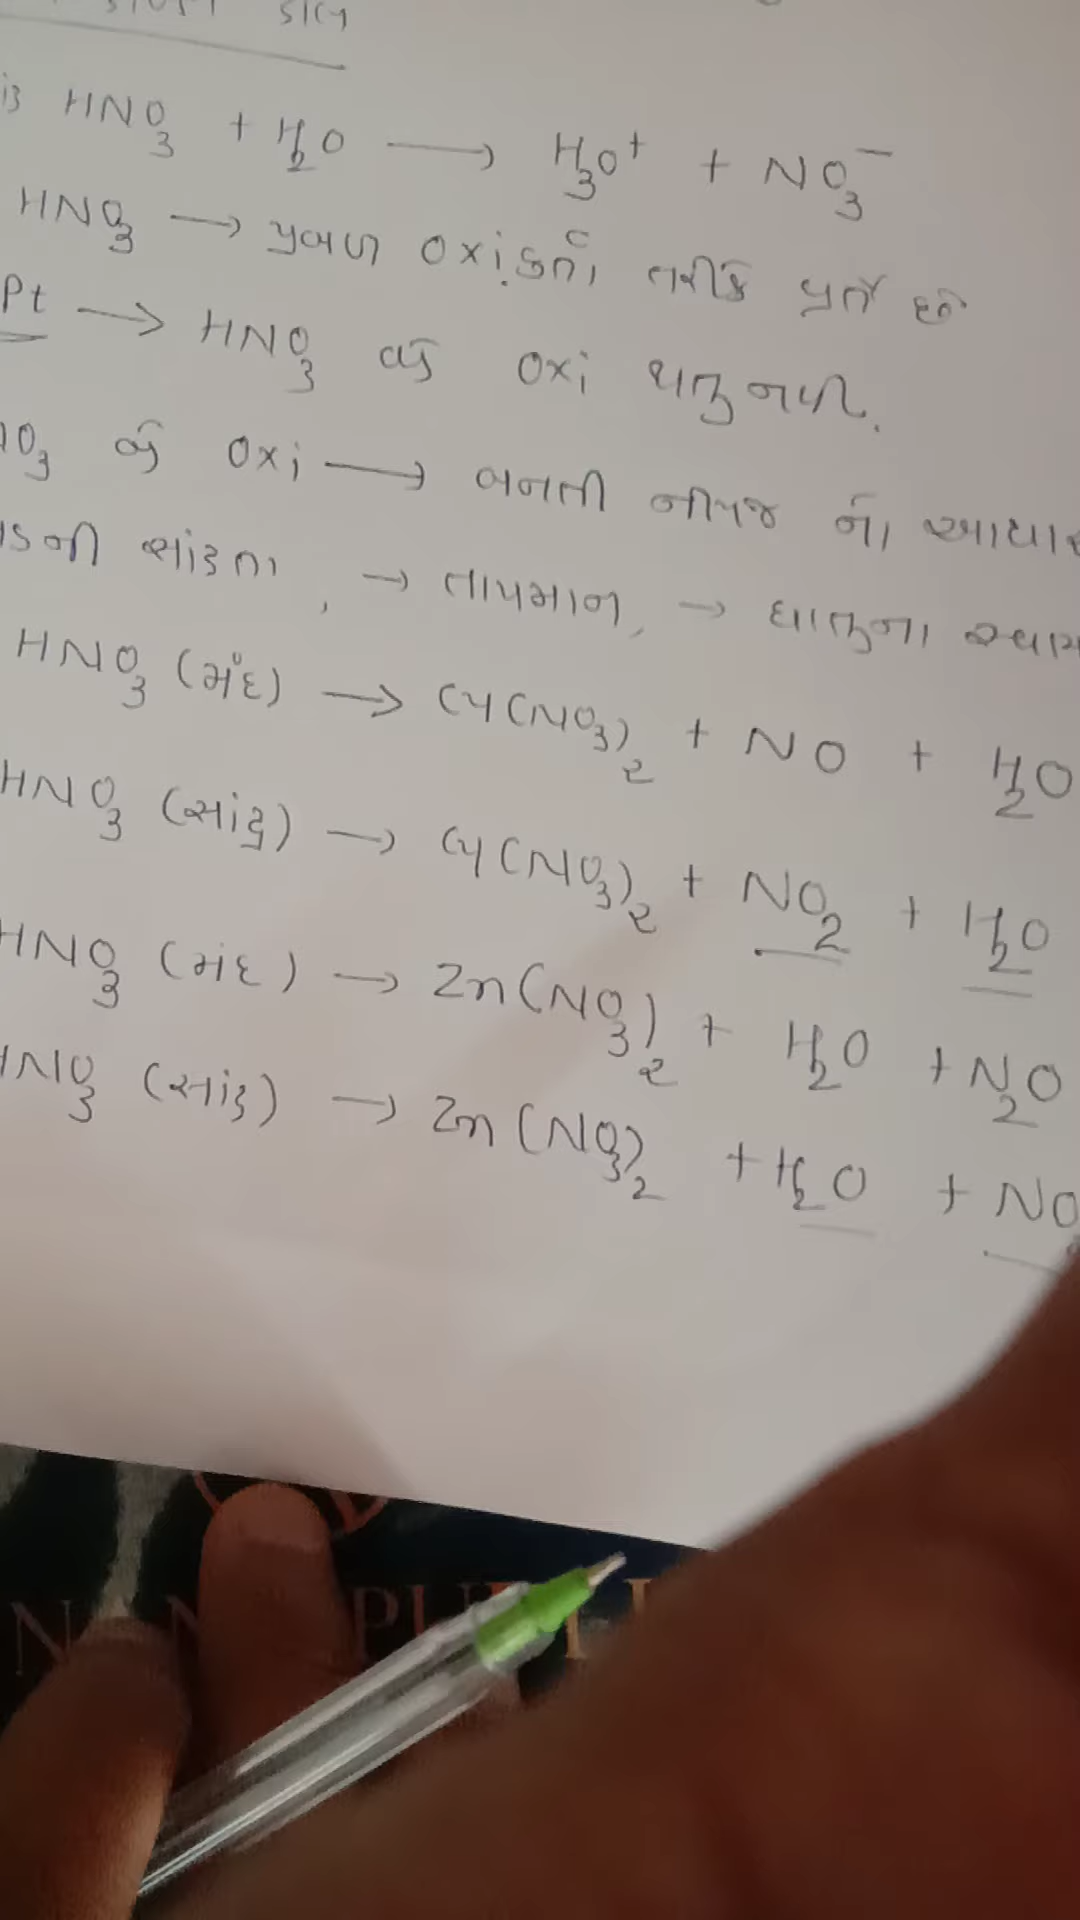 HNO₃ + H₂O ⟶ H₃O⁺ + NO₃⁻
HNO₃ → પ્રબળ oxiકર્તા તરીકે વર્તે છે
Pt → HNO₃ વડે oxi થતુ નથી.
O₃ વડે oxi → બનતી નીપજ નો આધાર
ડની સાંદ્રતા, → તાપમાન, → ધાતુના સ્વભા
HNO₃ (મંદ) → Cu(NO₃)₂ + NO + H₂O
HNO₃ (સાંદ્ર) → Cu(NO₃)₂ + NO₂ + H₂O
HNO₃ (મંદ) → Zn(NO₃)₂ + H₂O + N₂O
HNO₃ (સાંદ્ર) → Zn(NO₃)₂ + H₂O + NO